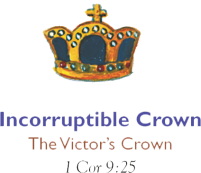 Incorruptible Crown
The Victor's Crown
1 Cor 9:25